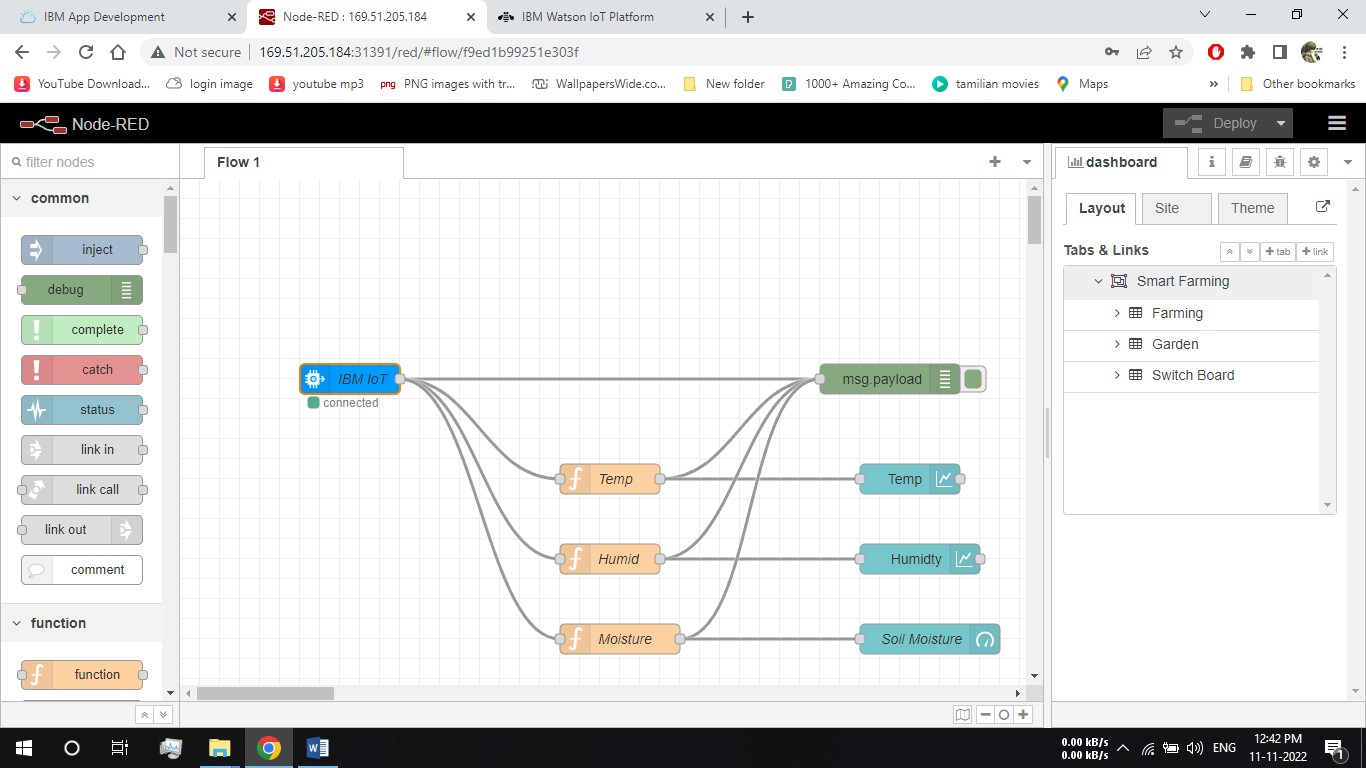 IBM App Development
Node-RED : 169.51.205.184
IBM Watson IoT Platform
Not secure
169.51.205.184:31391/red/#flow/f9ed1b99251e303f
YouTube Download...
login image
youtube mp3
png
PNG images with tr...
WallpapersWide.co...
New folder
1000+ Amazing Co...
tamilian movies
Maps
»
Other bookmarks
Node-RED
Deploy
filter nodes
Flow 1
dashboard
common
inject
debug
complete
catch
status
link in
link call
link out
comment
function
function
IBM IoT
connected
msg.payload
Temp
Temp
Humid
Humidty
Moisture
Soil Moisture
Layout
Site
Theme
Tabs & Links
+ tab
+ link
Smart Farming
Farming
Garden
Switch Board
0.00 kB/s
0.00 kB/s
ENG
12:42 PM
11-11-2022
1